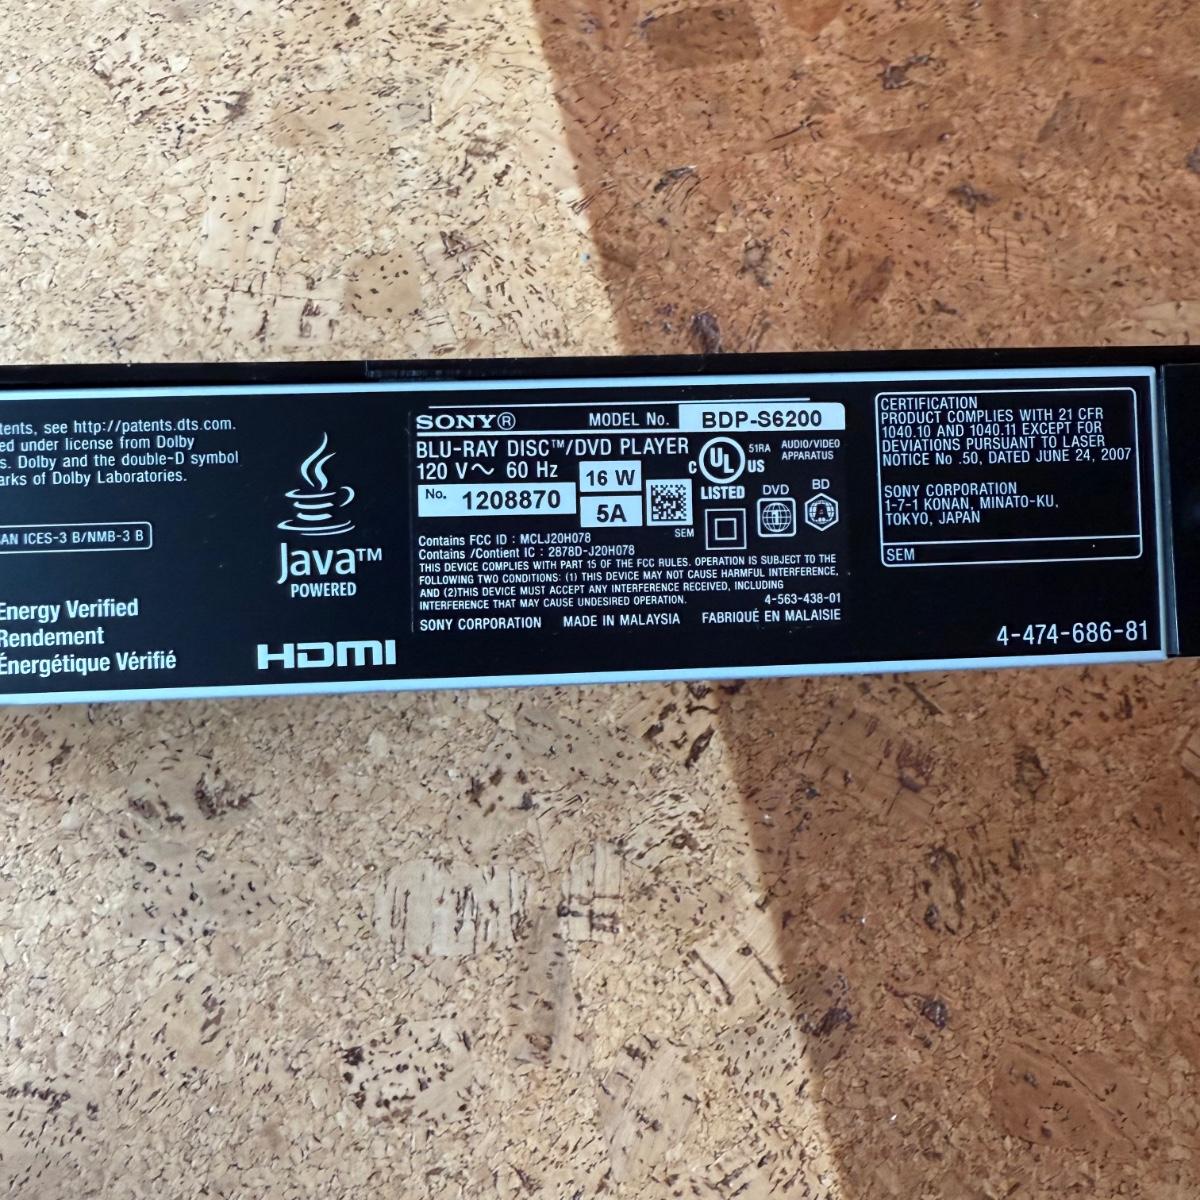 tents, see http://patents.dts.com.
ed under license from Dolby
s. Dolby and the double-D symbol
arks of Dolby Laboratories.
AN ICES-3 B/NMB-3 B
Energy Verified
Rendement
Énergétique Vérifié
Java™
POWERED
HDMI
SONY® MODEL No. BDP-S6200
BLU-RAY DISC™/DVD PLAYER
120 V~ 60 Hz 16 W
No. 1208870 5A
SEM
C UL US
LISTED
51RA AUDIO/VIDEO
APPARATUS
DVD BD
Contains FCC ID : MCLJ20H078
Contains /Contient IC : 2878D-J20H078
THIS DEVICE COMPLIES WITH PART 15 OF THE FCC RULES. OPERATION IS SUBJECT TO THE
FOLLOWING TWO CONDITIONS: (1) THIS DEVICE MAY NOT CAUSE HARMFUL INTERFERENCE,
AND (2)THIS DEVICE MUST ACCEPT ANY INTERFERENCE RECEIVED, INCLUDING
INTERFERENCE THAT MAY CAUSE UNDESIRED OPERATION. 4-563-438-01
SONY CORPORATION MADE IN MALAYSIA FABRIQUÉ EN MALAISIE
CERTIFICATION
PRODUCT COMPLIES WITH 21 CFR
1040.10 AND 1040.11 EXCEPT FOR
DEVIATIONS PURSUANT TO LASER
NOTICE No .50, DATED JUNE 24, 2007
SONY CORPORATION
1-7-1 KONAN, MINATO-KU,
TOKYO, JAPAN
SEM
4-474-686-81